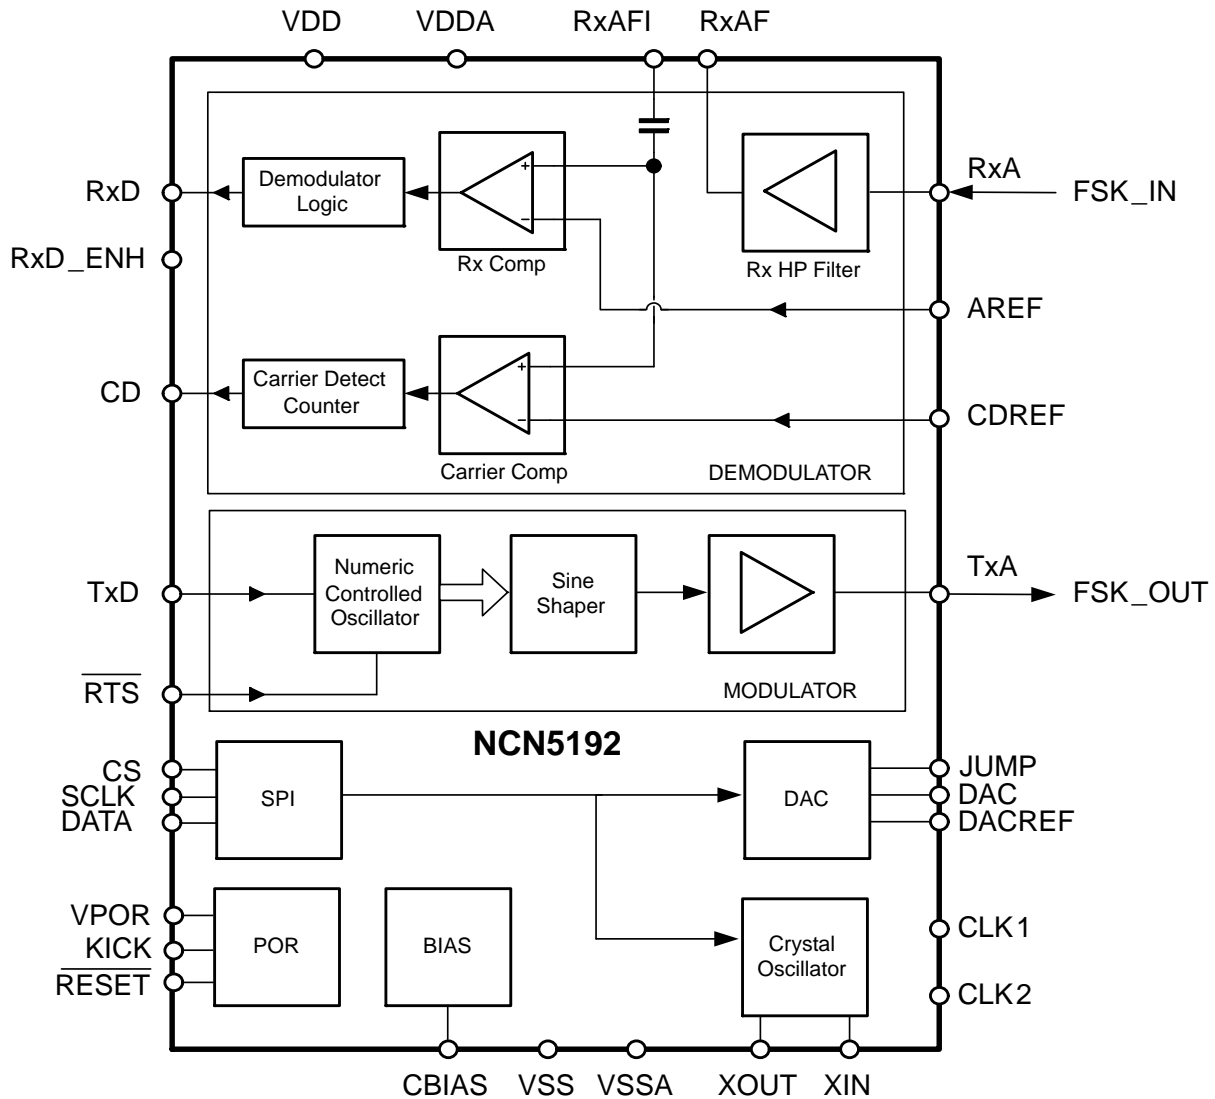 VDD
VDDA
RxAFI
RxAF
RxD
Demodulator
Logic
+
−
Rx Comp
Rx HP Filter
RxA
FSK_IN
RxD_ENH
AREF
CD
Carrier Detect
Counter
+
−
Carrier Comp
CDREF
DEMODULATOR
TxD
Numeric
Controlled
Oscillator
Sine
Shaper
TxA
FSK_OUT
RTS
MODULATOR
NCN5192
CS
SCLK
DATA
SPI
DAC
JUMP
DAC
DACREF
VPOR
KICK
RESET
POR
BIAS
Crystal
Oscillator
CLK1
CLK2
CBIAS
VSS
VSSA
XOUT
XIN